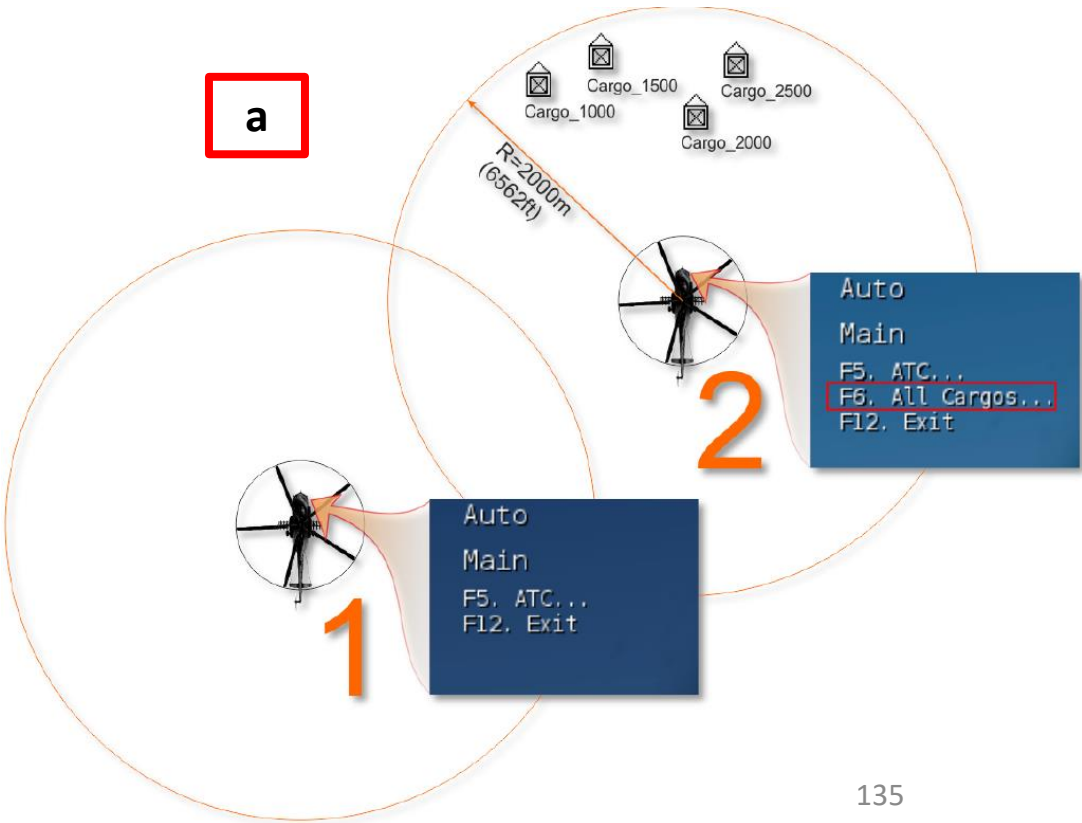 a
Cargo_1000
Cargo_1500
Cargo_2000
Cargo_2500
R=2000m
(6562ft)
2
Auto
Main
F5. ATC...
F6. All Cargos...
F12. Exit
1
Auto
Main
F5. ATC...
F12. Exit
135